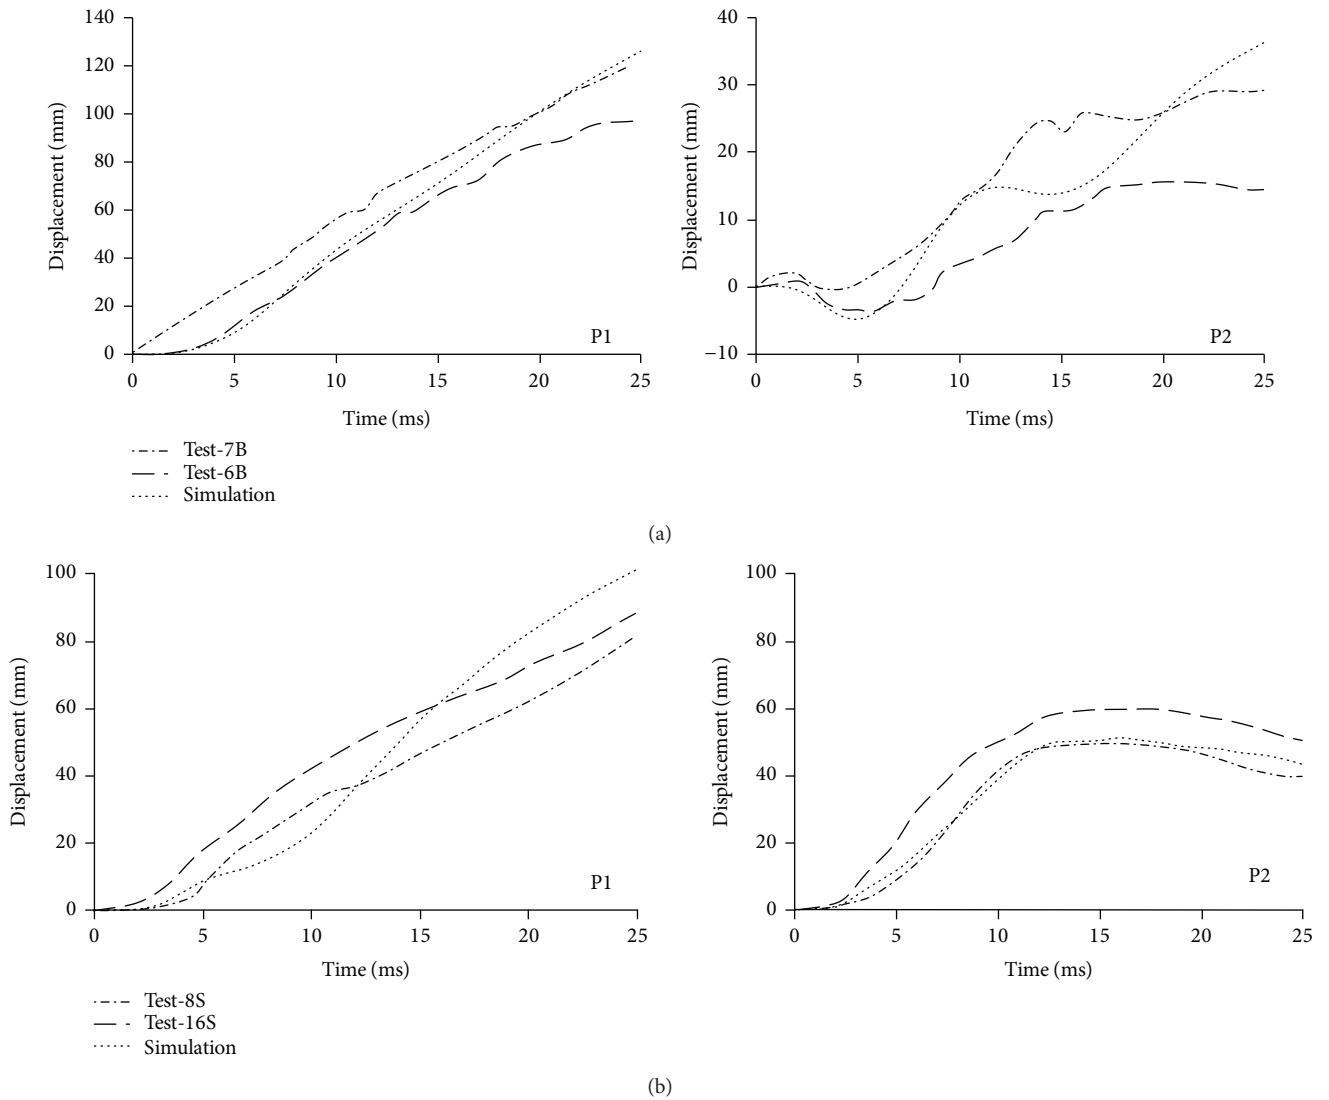 140
120
100
80
60
40
20
0
Displacement (mm)
0 5 10 15 20 25
Time (ms)
P1
40
30
20
10
0
−10
Displacement (mm)
0 5 10 15 20 25
Time (ms)
P2
Test-7B
Test-6B
Simulation
(a)
100
80
60
40
20
0
Displacement (mm)
0 5 10 15 20 25
Time (ms)
P1
100
80
60
40
20
0
Displacement (mm)
0 5 10 15 20 25
Time (ms)
P2
Test-8S
Test-16S
Simulation
(b)